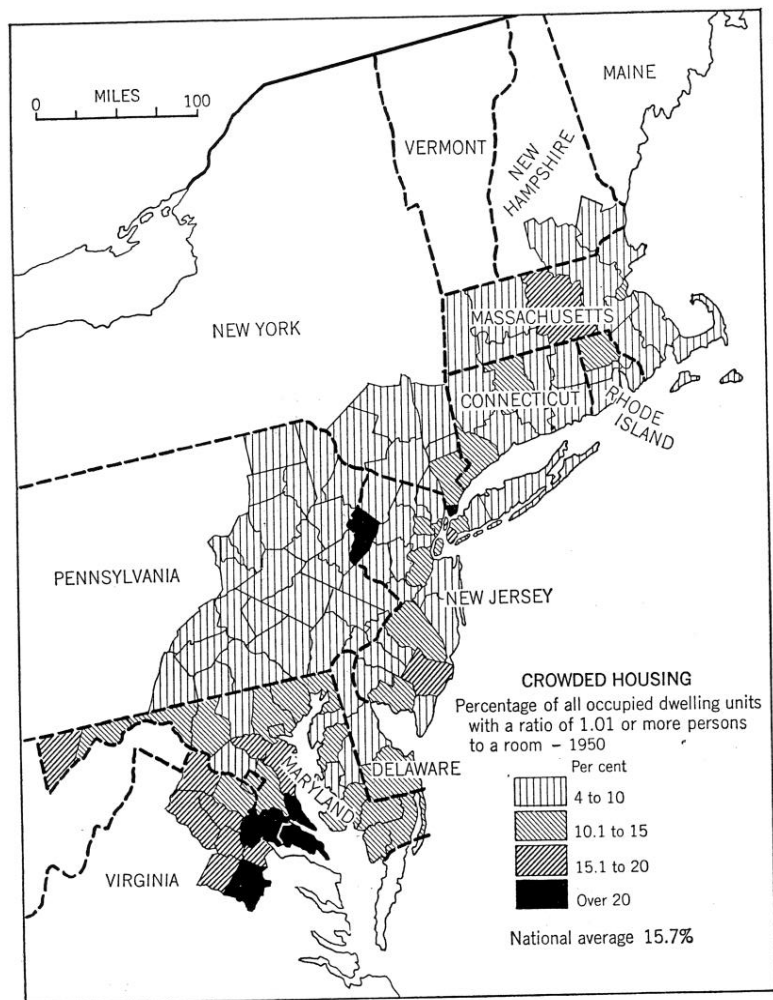 MAINE
MILES
0 100
VERMONT
NEW
HAMPSHIRE
NEW YORK
MASSACHUSETTS
CONNECTICUT
RHODE
ISLAND
PENNSYLVANIA
NEW JERSEY
CROWDED HOUSING
Percentage of all occupied dwelling units
with a ratio of 1.01 or more persons
to a room – 1950
DELAWARE
MARYLAND
Per cent
4 to 10
10.1 to 15
15.1 to 20
VIRGINIA
Over 20
National average 15.7%